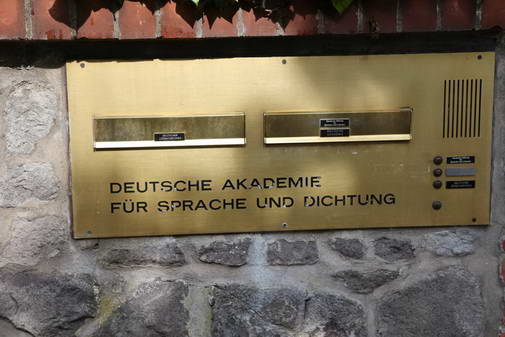 DEUTSCHE AKADEMIE
FÜR SPRACHE UND DICHTUNG